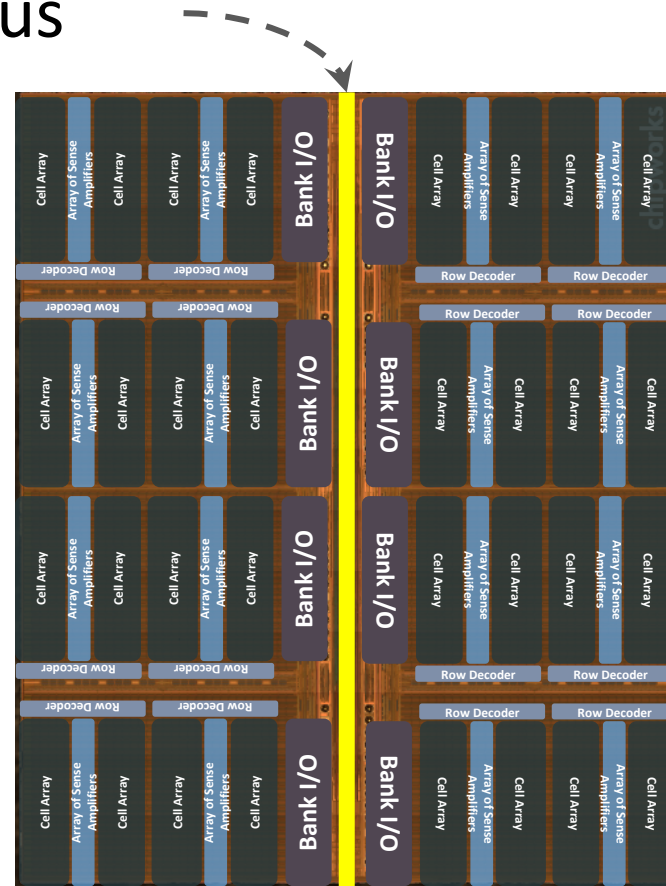 us
Cell Array
Array of Sense
Amplifiers
Cell Array
Cell Array
Array of Sense
Amplifiers
Cell Array
Bank I/O
Bank I/O
Cell Array
Array of Sense
Amplifiers
Cell Array
Cell Array
Array of Sense
Amplifiers
Cell Array
chipworks
Row Decoder
Row Decoder
Row Decoder
Row Decoder
Row Decoder
Row Decoder
Row Decoder
Row Decoder
Cell Array
Array of Sense
Amplifiers
Cell Array
Cell Array
Array of Sense
Amplifiers
Cell Array
Bank I/O
Bank I/O
Cell Array
Array of Sense
Amplifiers
Cell Array
Cell Array
Array of Sense
Amplifiers
Cell Array
Cell Array
Array of Sense
Amplifiers
Cell Array
Cell Array
Array of Sense
Amplifiers
Cell Array
Bank I/O
Bank I/O
Cell Array
Array of Sense
Amplifiers
Cell Array
Cell Array
Array of Sense
Amplifiers
Cell Array
Row Decoder
Row Decoder
Row Decoder
Row Decoder
Row Decoder
Row Decoder
Row Decoder
Row Decoder
Cell Array
Array of Sense
Amplifiers
Cell Array
Cell Array
Array of Sense
Amplifiers
Cell Array
Bank I/O
Bank I/O
Cell Array
Array of Sense
Amplifiers
Cell Array
Cell Array
Array of Sense
Amplifiers
Cell Array